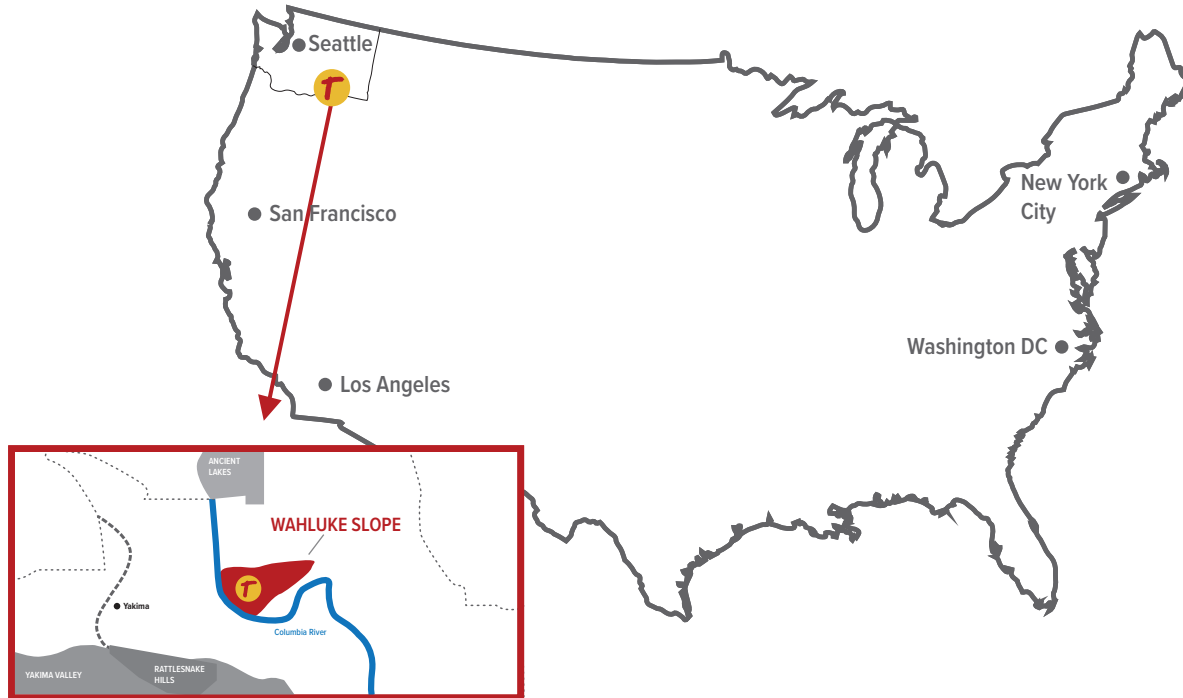 Seattle
T
San Francisco
New York
City
Washington DC
Los Angeles
ANCIENT
LAKES
WAHLUKE SLOPE
T
Yakima
Columbia River
YAKIMA VALLEY
RATTLESNAKE
HILLS